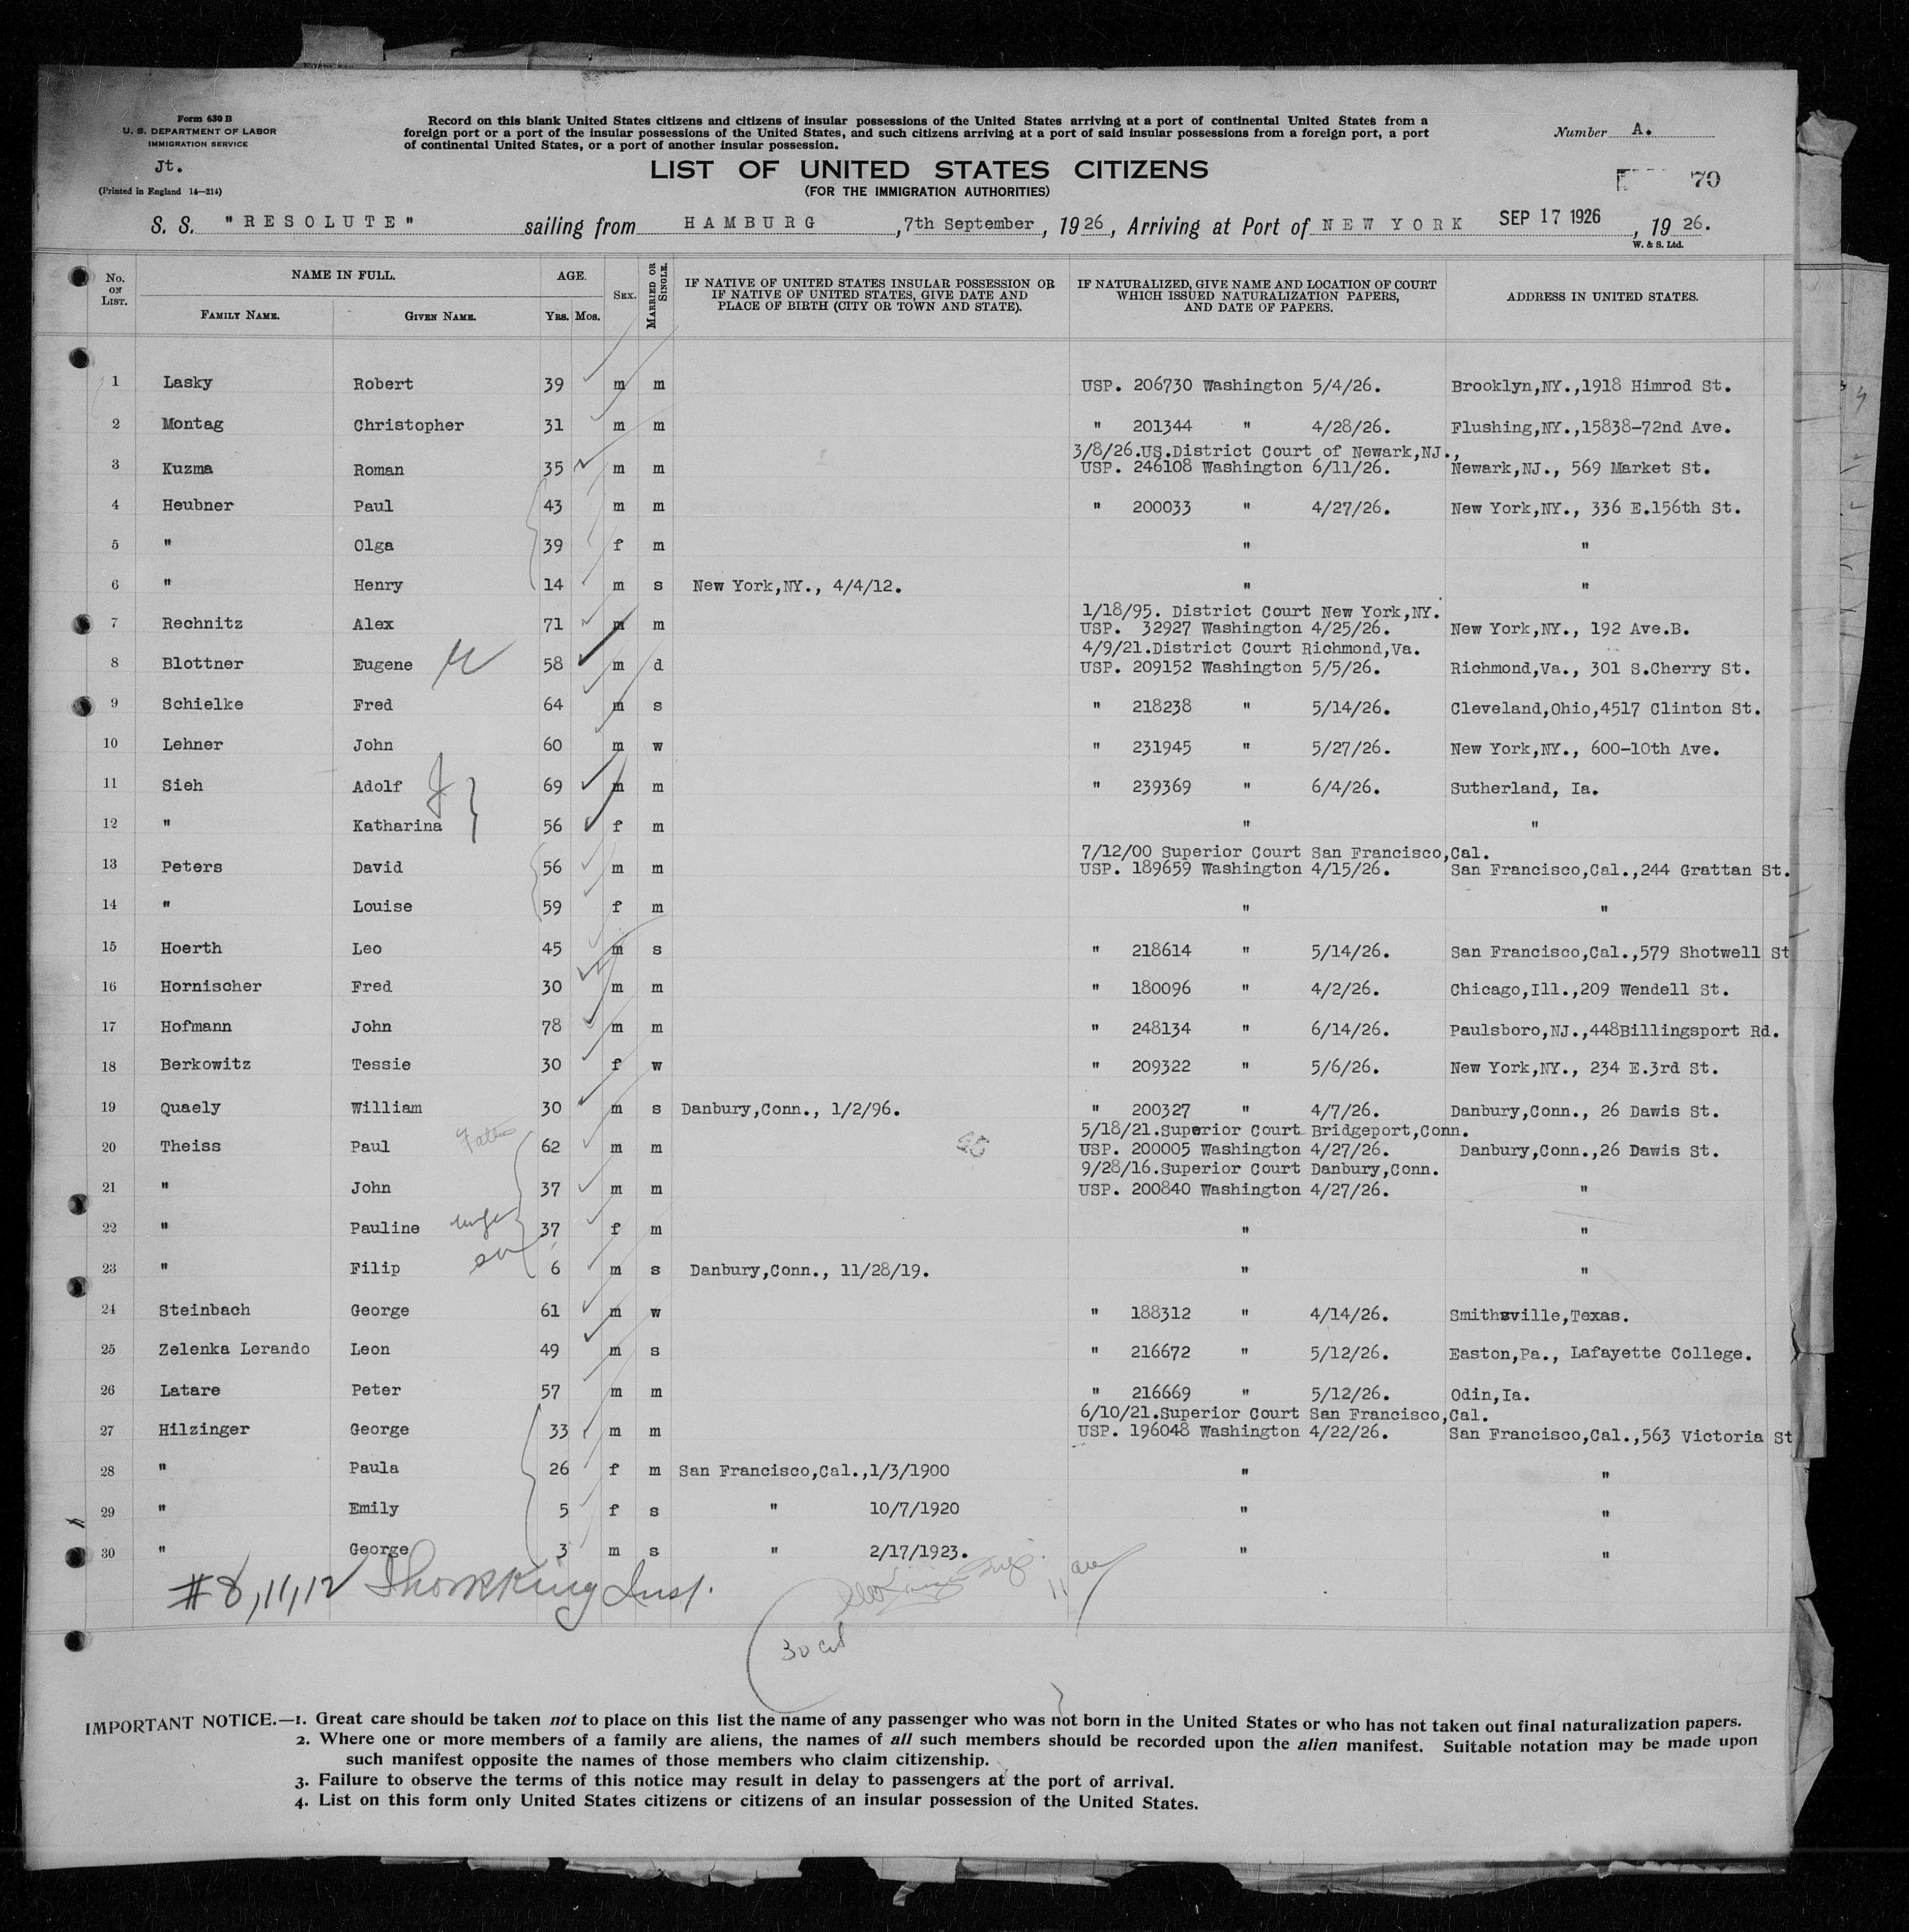 Form 630 B
U. S. DEPARTMENT OF LABOR
IMMIGRATION SERVICE
Jt.
(Printed in England 14—214)
Record on this blank United States citizens and citizens of insular possessions of the United States arriving at a port of continental United States from a
foreign port or a port of the insular possessions of the United States, and such citizens arriving at a port of said insular possessions from a foreign port, a port
of continental United States, or a port of another insular possession.
Number A.
LIST OF UNITED STATES CITIZENS
(FOR THE IMMIGRATION AUTHORITIES)
70
S. S. "RESOLUTE" sailing from HAMBURG, 7th September, 1926, Arriving at Port of NEW YORK SEP 17 1926, 1926.
W. & S. Ltd.
No. ON LIST. NAME IN FULL. AGE. SEX. MARRIED OR SINGLE. IF NATIVE OF UNITED STATES INSULAR POSSESSION OR IF NATIVE OF UNITED STATES, GIVE DATE AND PLACE OF BIRTH (CITY OR TOWN AND STATE). IF NATURALIZED, GIVE NAME AND LOCATION OF COURT WHICH ISSUED NATURALIZATION PAPERS, AND DATE OF PAPERS. ADDRESS IN UNITED STATES.
FAMILY NAME. GIVEN NAME. YRS. MOS.
1 Lasky Robert 39 m m USP. 206730 Washington 5/4/26. Brooklyn,NY.,1918 Himrod St.
2 Montag Christopher 31 m m " 201344 " 4/28/26. Flushing,NY.,15838-72nd Ave.
3/8/26.US.District Court of Newark,NJ.,
3 Kuzma Roman 35 m m USP. 246108 Washington 6/11/26. Newark,NJ., 569 Market St.
4 Heubner Paul 43 m m " 200033 " 4/27/26. New York,NY., 336 E.156th St.
5 " Olga 39 f m " "
6 " Henry 14 m s New York,NY., 4/4/12. " "
1/18/95. District Court New York,NY.
7 Rechnitz Alex 71 m m USP. 32927 Washington 4/25/26. New York,NY., 192 Ave.B.
4/9/21.District Court Richmond,Va.
8 Blottner Eugene 58 m d USP. 209152 Washington 5/5/26. Richmond,Va., 301 S.Cherry St.
9 Schielke Fred 64 m s " 218238 " 5/14/26. Cleveland,Ohio,4517 Clinton St.
10 Lehner John 60 m w " 231945 " 5/27/26. New York,NY., 600-10th Ave.
11 Sieh Adolf 69 m m " 239369 " 6/4/26. Sutherland, Ia.
12 " Katharina 56 f m " "
7/12/00 Superior Court San Francisco,Cal.
13 Peters David 56 m m USP. 189659 Washington 4/15/26. San Francisco,Cal.,244 Grattan St.
14 " Louise 59 f m " "
15 Hoerth Leo 45 m s " 218614 " 5/14/26. San Francisco,Cal.,579 Shotwell St
16 Hornischer Fred 30 m m " 180096 " 4/2/26. Chicago,Ill.,209 Wendell St.
17 Hofmann John 78 m m " 248134 " 6/14/26. Paulsboro,NJ.,448Billingsport Rd.
18 Berkowitz Tessie 30 f w " 209322 " 5/6/26. New York,NY., 234 E.3rd St.
19 Quaely William 30 m s Danbury,Conn., 1/2/96. " 200327 " 4/7/26. Danbury,Conn., 26 Dawis St.
5/18/21.Superior Court Bridgeport,Conn.
20 Theiss Paul Father 62 m m USP. 200005 Washington 4/27/26. Danbury,Conn.,26 Dawis St.
9/28/16.Superior Court Danbury,Conn.
21 " John 37 m m USP. 200840 Washington 4/27/26. "
22 " Pauline wife 37 f m " "
23 " Filip 6 m s Danbury,Conn., 11/28/19. " "
24 Steinbach George 61 m w " 188312 " 4/14/26. Smithsville,Texas.
25 Zelenka Lerando Leon 49 m s " 216672 " 5/12/26. Easton,Pa., Lafayette College.
26 Latare Peter 57 m m " 216669 " 5/12/26. Odin,Ia.
6/10/21.Superior Court San Francisco,Cal.
27 Hilzinger George 33 m m USP. 196048 Washington 4/22/26. San Francisco,Cal.,563 Victoria St
28 " Paula 26 f m San Francisco,Cal.,1/3/1900 " "
29 " Emily 5 f s " 10/7/1920 " "
30 " George 3 m s " 2/17/1923. " "
#8,11,12 Insp.
IMPORTANT NOTICE.—1. Great care should be taken not to place on this list the name of any passenger who was not born in the United States or who has not taken out final naturalization papers.
2. Where one or more members of a family are aliens, the names of all such members should be recorded upon the alien manifest. Suitable notation may be made upon
such manifest opposite the names of those members who claim citizenship.
3. Failure to observe the terms of this notice may result in delay to passengers at the port of arrival.
4. List on this form only United States citizens or citizens of an insular possession of the United States.